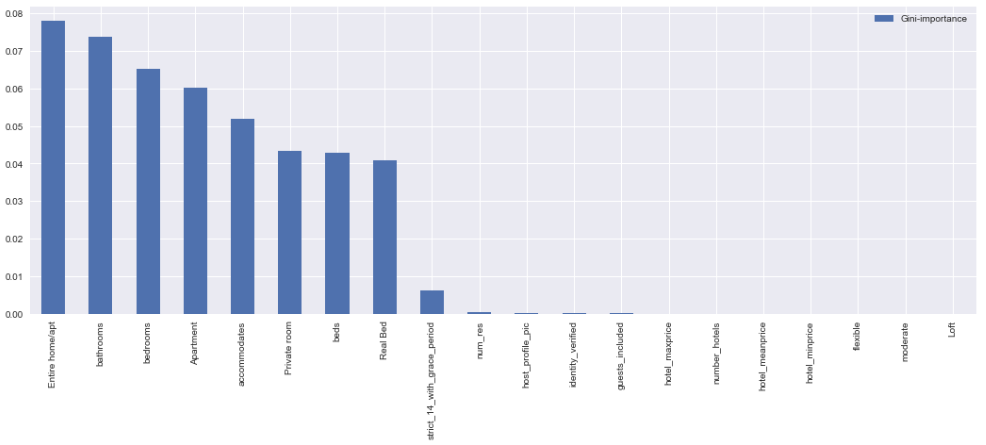 0.08
0.07
0.06
0.05
0.04
0.03
0.02
0.01
0.00
Gini-importance
Entire home/apt
bathrooms
bedrooms
Apartment
accommodates
Private room
beds
Real Bed
strict_14_with_grace_period
num_res
host_profile_pic
identity_verified
guests_included
hotel_maxprice
number_hotels
hotel_meanprice
hotel_minprice
flexible
moderate
Loft